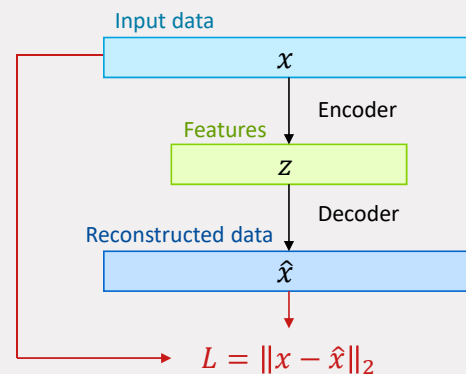 Input data
x
Encoder
Features
z
Decoder
Reconstructed data
x̂
L = ‖x − x̂‖₂